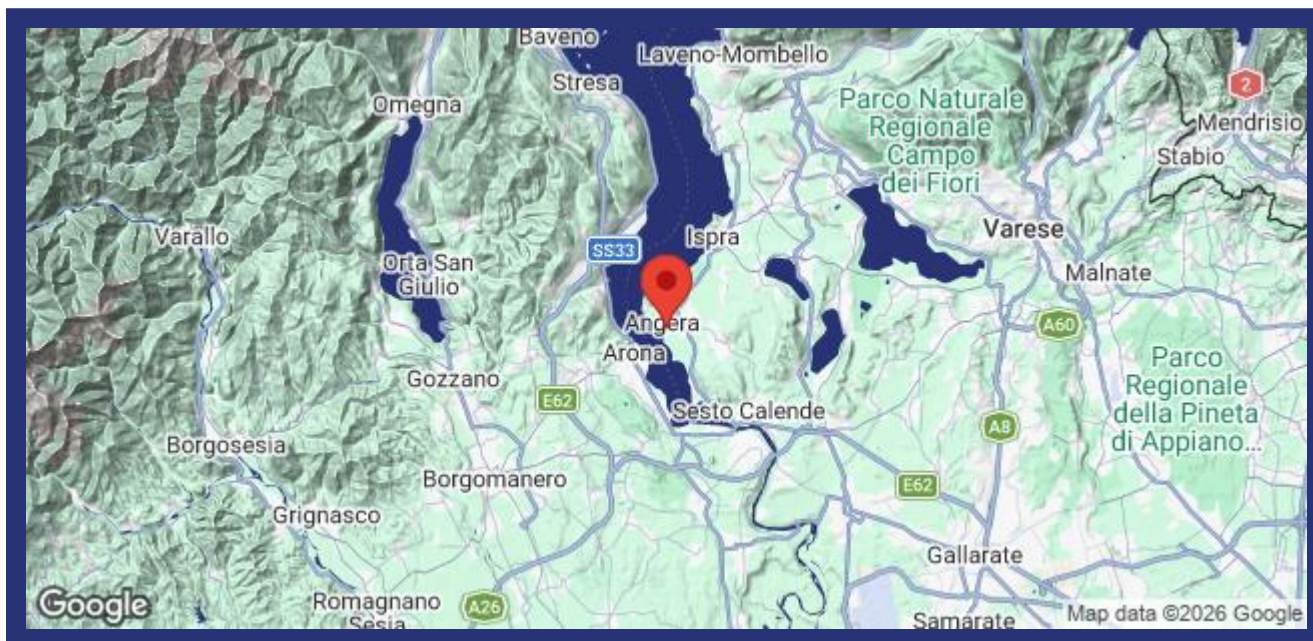 Baveno
Laveno-Mombello
Stresa
Omegna
Parco Naturale
Regionale
Campo
dei Fiori
2
Mendrisio
Stabio
Varallo
SS33
Ispra
Varese
Orta San
Giulio
Malnate
Angera
A60
Arona
Gozzano
E62
Sesto Calende
Parco
Regionale
della Pineta
di Appiano...
A8
Borgosesia
Borgomanero
E62
Grignasco
Gallarate
Romagnano
Sesia
A26
Samarate
Google
Map data ©2026 Google